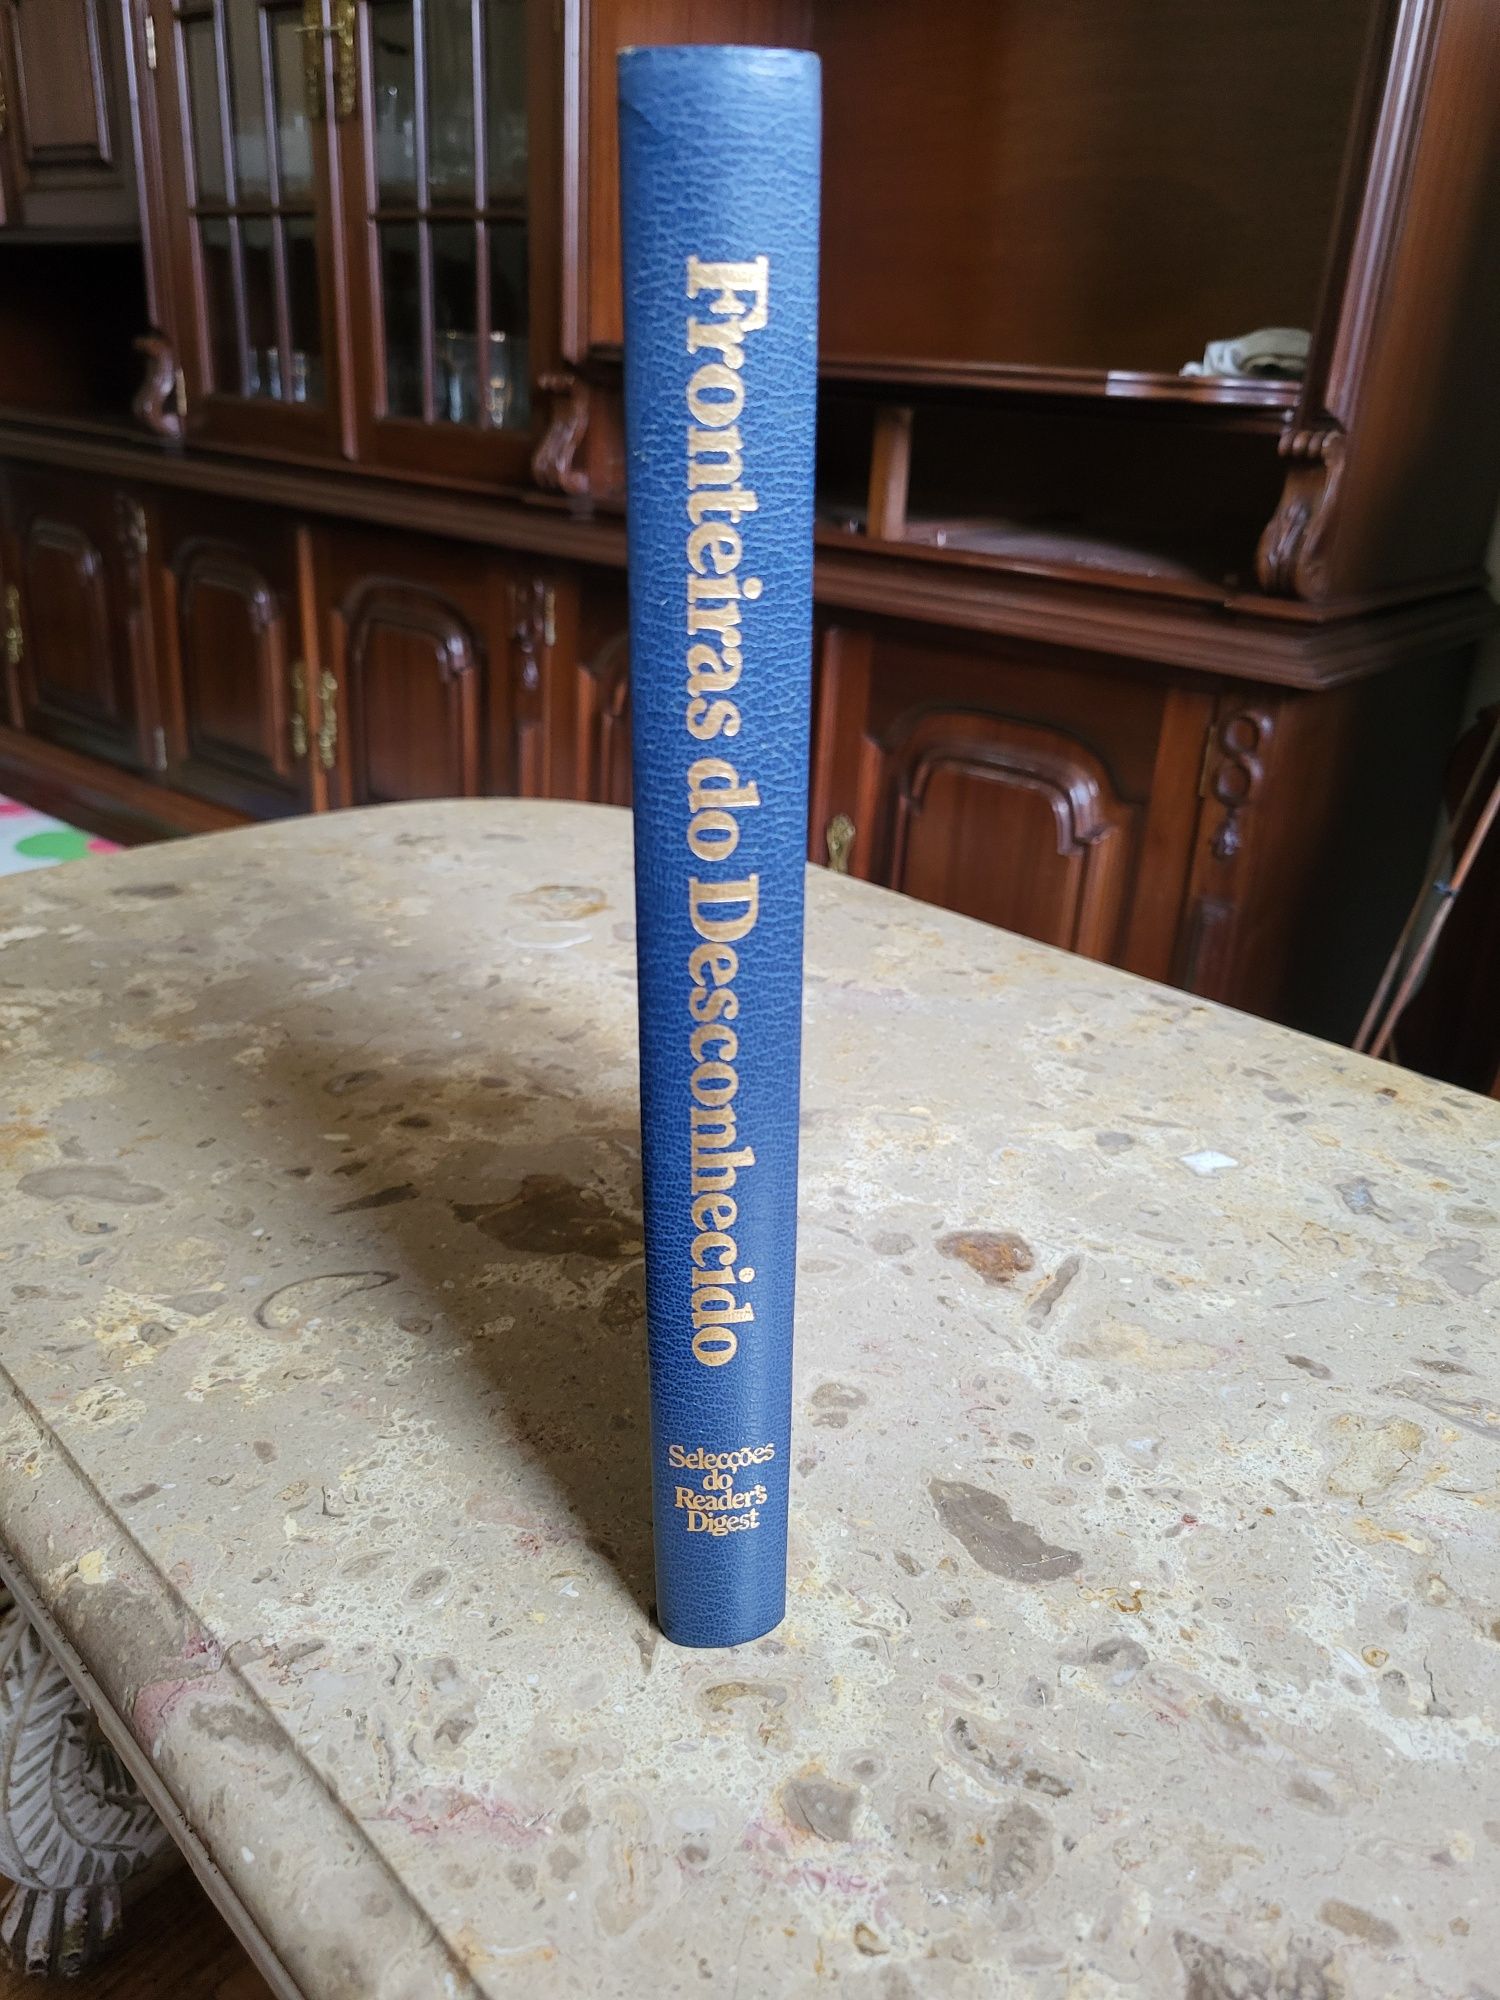 Fronteiras do Desconhecido
Selecções
do
Reader's
Digest